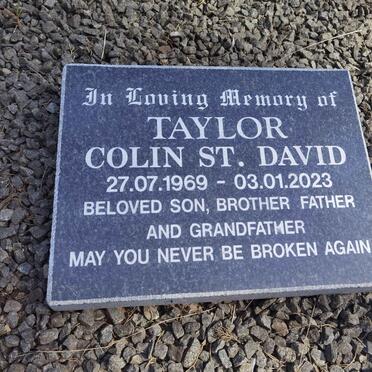 In Loving Memory of
TAYLOR
COLIN ST. DAVID
27.07.1969 - 03.01.2023
BELOVED SON, BROTHER FATHER
AND GRANDFATHER
MAY YOU NEVER BE BROKEN AGAIN